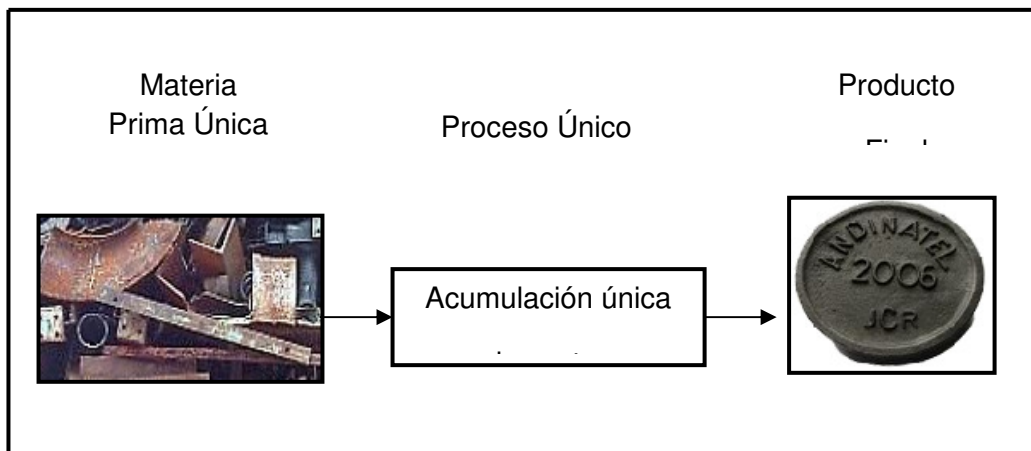 Materia
Prima Única
Proceso Único
Producto
Acumulación única
ANDINATEL
2006
JCR